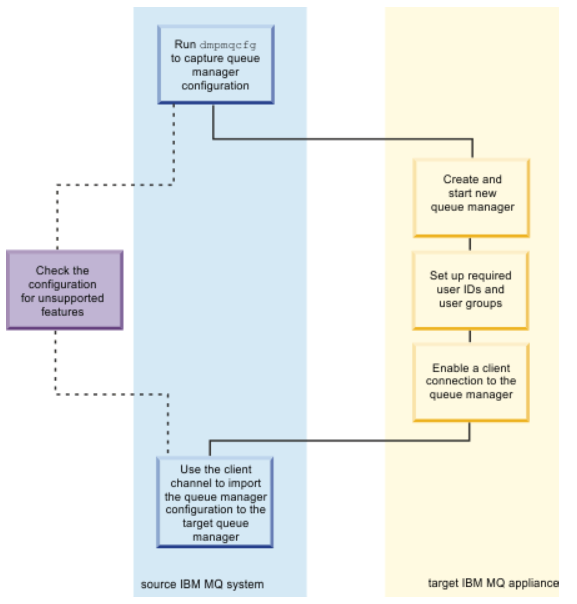 Run dmpmqcfg
to capture queue
manager
configuration
Create and
start new
queue manager
Check the
configuration
for unsupported
features
Set up required
user IDs and
user groups
Enable a client
connection to the
queue manager
Use the client
channel to import
the queue manager
configuration to the
target queue
manager
source IBM MQ system
target IBM MQ appliance